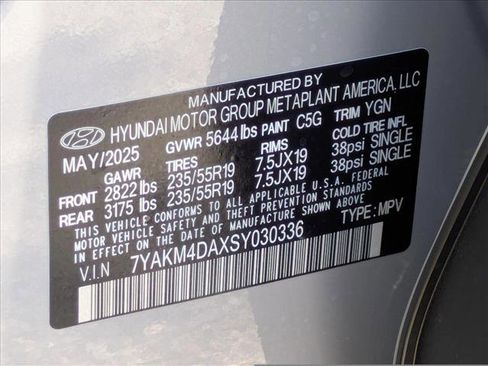 MANUFACTURED BY
HYUNDAI MOTOR GROUP METAPLANT AMERICA, LLC
MAY/2025 GVWR 5644 lbs PAINT C5G TRIM YGN
GAWR TIRES RIMS COLD TIRE INFL
FRONT 2822 lbs 235/55R19 7.5JX19 38psi SINGLE
REAR 3175 lbs 235/55R19 7.5JX19 38psi SINGLE
THIS VEHICLE CONFORMS TO ALL APPLICABLE U.S.A. FEDERAL
MOTOR VEHICLE SAFETY AND THEFT PREVENTION STANDARDS
IN EFFECT ON THE DATE OF MANUFACTURE SHOWN ABOVE.
V.I.N 7YAKM4DAXSY030336 TYPE: MPV